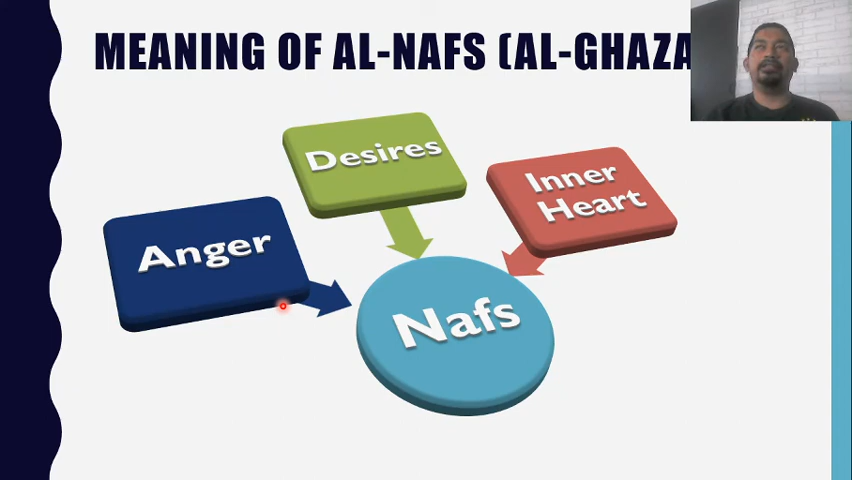 MEANING OF AL-NAFS (AL-GHAZA
Desires
Inner
Heart
Anger
Nafs